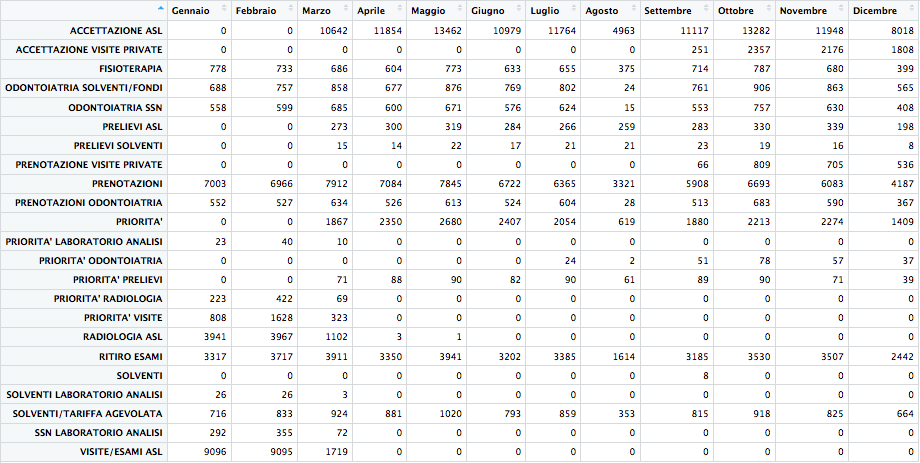 Gennaio Febbraio Marzo Aprile Maggio Giugno Luglio Agosto Settembre Ottobre Novembre Dicembre
ACCETTAZIONE ASL 0 0 10642 11854 13462 10979 11764 4963 11117 13282 11948 8018
ACCETTAZIONE VISITE PRIVATE 0 0 0 0 0 0 0 0 251 2357 2176 1808
FISIOTERAPIA 778 733 686 604 773 633 655 375 714 787 680 399
ODONTOIATRIA SOLVENTI/FONDI 688 757 858 677 876 769 802 24 761 906 863 565
ODONTOIATRIA SSN 558 599 685 600 671 576 624 15 553 757 630 408
PRELIEVI ASL 0 0 273 300 319 284 266 259 283 330 339 198
PRELIEVI SOLVENTI 0 0 15 14 22 17 21 21 23 19 16 8
PRENOTAZIONE VISITE PRIVATE 0 0 0 0 0 0 0 0 66 809 705 536
PRENOTAZIONI 7003 6966 7912 7084 7845 6722 6365 3321 5908 6693 6083 4187
PRENOTAZIONI ODONTOIATRIA 552 527 634 526 613 524 604 28 513 683 590 367
PRIORITA' 0 0 1867 2350 2680 2407 2054 619 1880 2213 2274 1409
PRIORITA' LABORATORIO ANALISI 23 40 10 0 0 0 0 0 0 0 0 0
PRIORITA' ODONTOIATRIA 0 0 0 0 0 0 24 2 51 78 57 37
PRIORITA' PRELIEVI 0 0 71 88 90 82 90 61 89 90 71 39
PRIORITA' RADIOLOGIA 223 422 69 0 0 0 0 0 0 0 0 0
PRIORITA' VISITE 808 1628 323 0 0 0 0 0 0 0 0 0
RADIOLOGIA ASL 3941 3967 1102 3 1 0 0 0 0 0 0 0
RITIRO ESAMI 3317 3717 3911 3350 3941 3202 3385 1614 3185 3530 3507 2442
SOLVENTI 0 0 0 0 0 0 0 0 8 0 0 0
SOLVENTI LABORATORIO ANALISI 26 26 3 0 0 0 0 0 0 0 0 0
SOLVENTI/TARIFFA AGEVOLATA 716 833 924 881 1020 793 859 353 815 918 825 664
SSN LABORATORIO ANALISI 292 355 72 0 0 0 0 0 0 0 0 0
VISITE/ESAMI ASL 9096 9095 1719 0 0 0 0 0 0 0 0 0